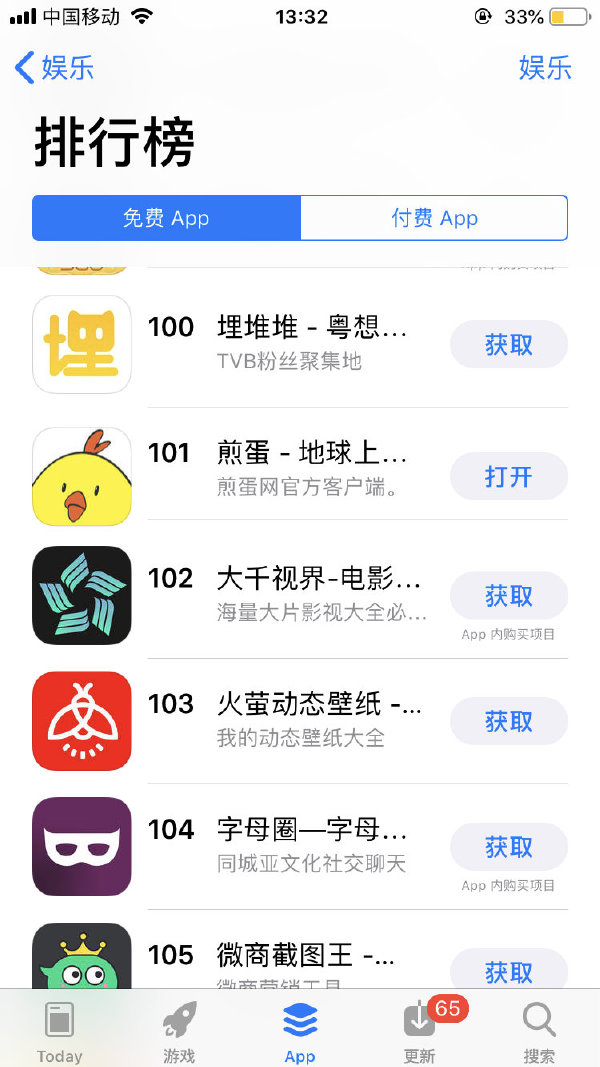 中国移动 13:32 33%
娱乐 娱乐
排行榜
免费 App 付费 App
埋
100 埋堆堆 - 粤想... 获取
TVB粉丝聚集地
101 煎蛋 - 地球上... 打开
煎蛋网官方客户端。
102 大千视界-电影... 获取
海量大片影视大全必...
App 内购买项目
103 火萤动态壁纸 -... 获取
我的动态壁纸大全
104 字母圈—字母... 获取
同城亚文化社交聊天
App 内购买项目
105 微商截图王 -... 获取
微商营销工具
65
Today 游戏 App 更新 搜索